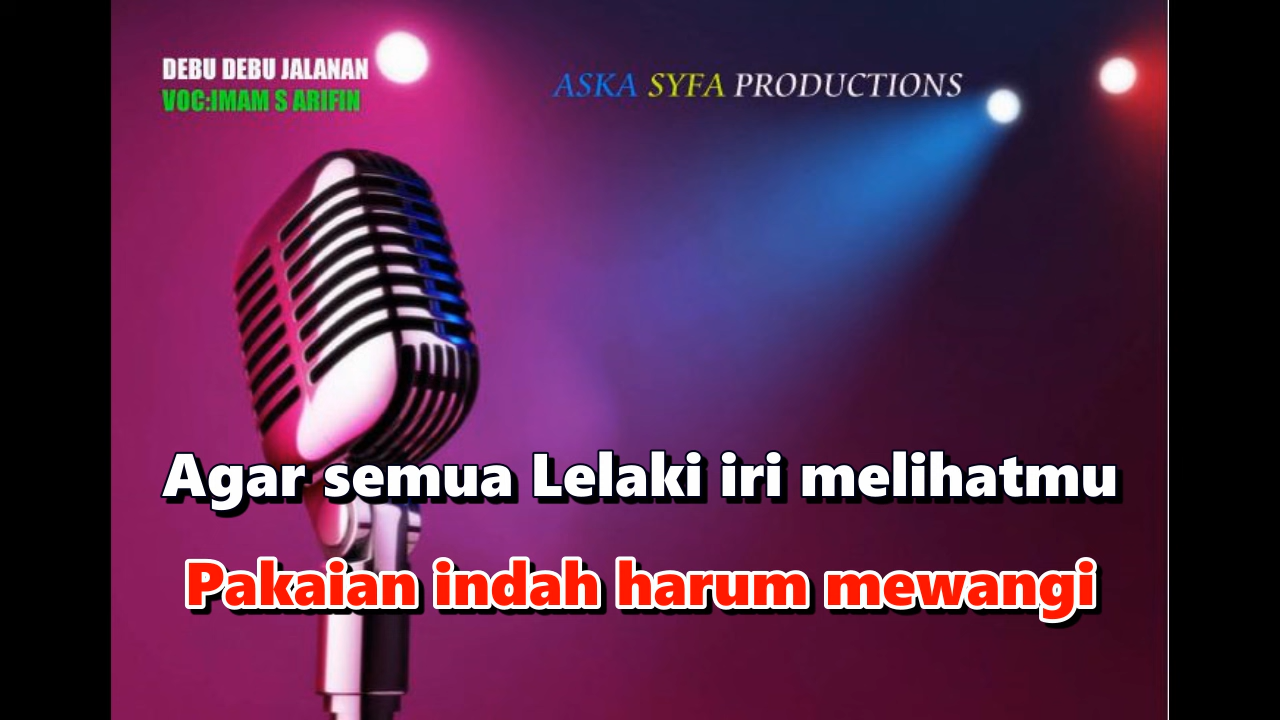 DEBU DEBU JALANAN
VOC:IMAM S ARIFIN
ASKA SYFA PRODUCTIONS
Agar semua Lelaki iri melihatmu
Pakaian indah harum mewangi